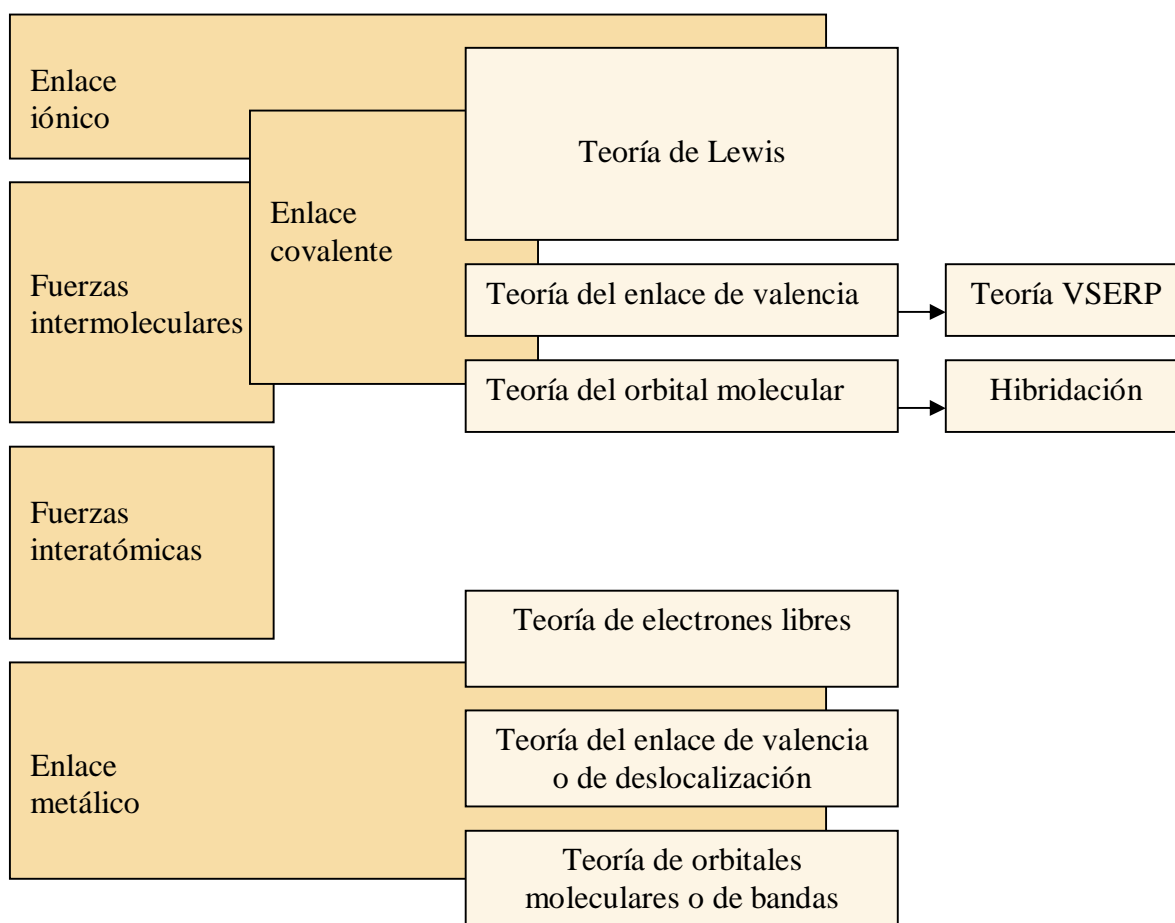 Enlace
iónico
Teoría de Lewis
Enlace
covalente
Fuerzas
intermoleculares
Teoría del enlace de valencia
Teoría VSERP
Teoría del orbital molecular
Hibridación
Fuerzas
interatómicas
Teoría de electrones libres
Enlace
metálico
Teoría del enlace de valencia
o de deslocalización
Teoría de orbitales
moleculares o de bandas